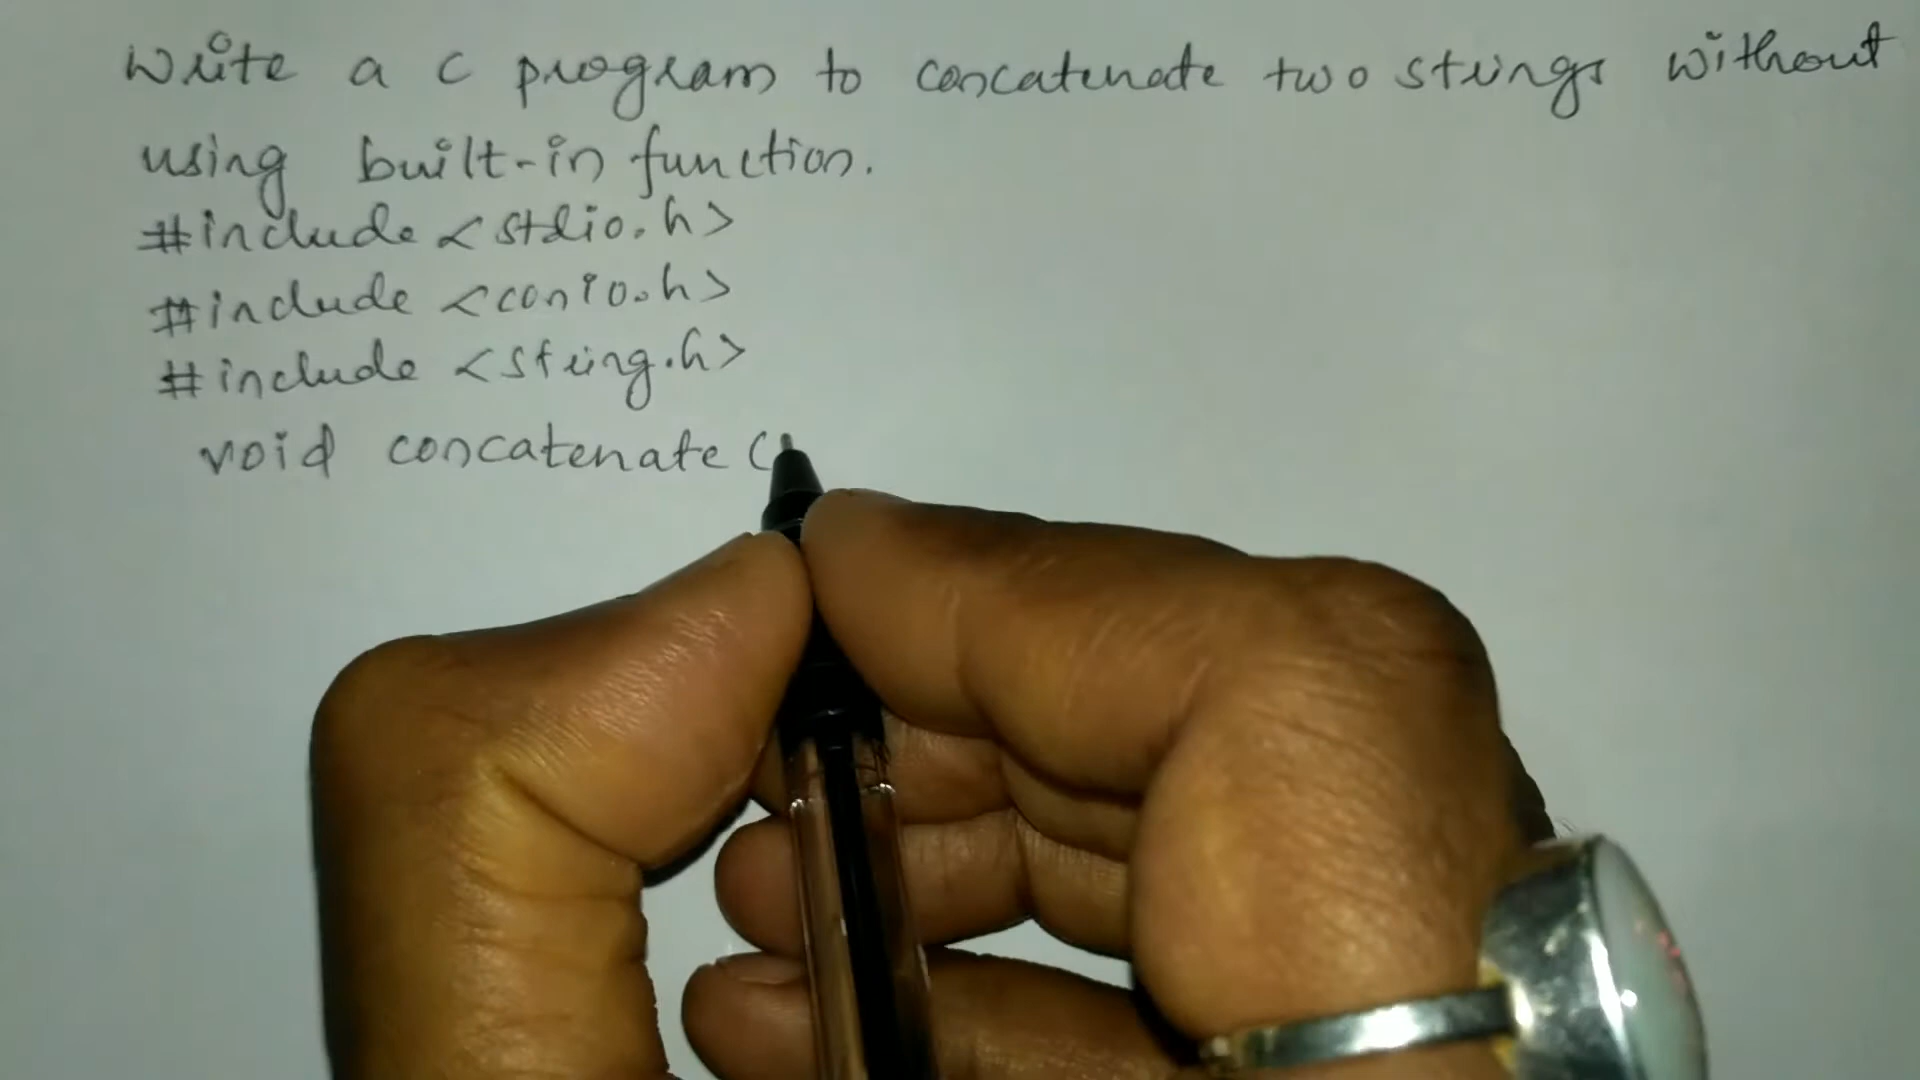 Write a C program to concatenate two strings without
using built-in function.
#include <stdio.h>
#include <conio.h>
#include <string.h>
void concatenate (